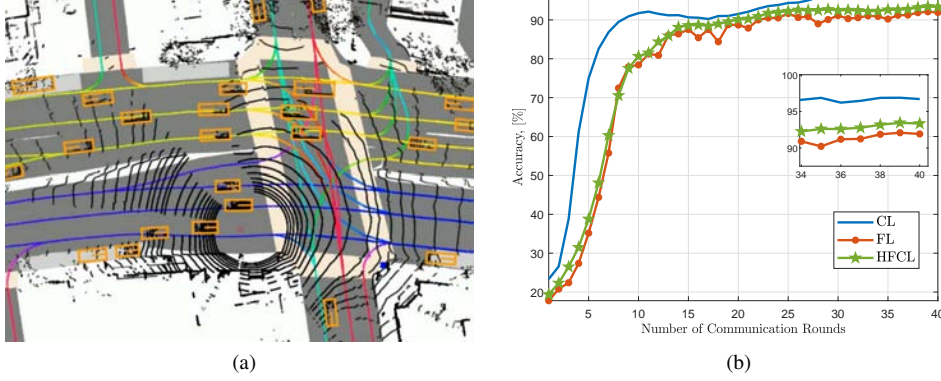 90
80
70
60
50
40
30
20
Accuracy, [%]
100
95
90
34 36 38 40
CL
FL
HFCL
5 10 15 20 25 30 35 40
Number of Communication Rounds
(a)
(b)